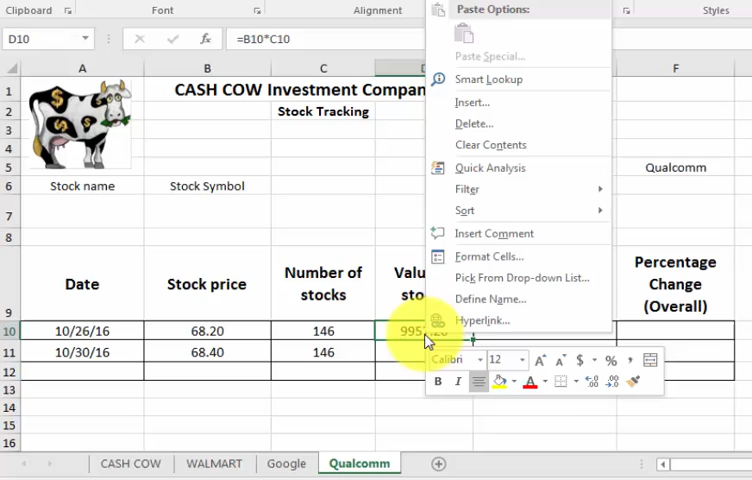 Clipboard
Font
Alignment
Styles
D10
fx
=B10*C10
A
B
C
F
1
CASH COW Investment Compan
2
Stock Tracking
3
4
5
Qualcomm
6
Stock name
Stock Symbol
7
8
9
Date
Stock price
Number of
stocks
Percentage
Change
(Overall)
10
10/26/16
68.20
146
11
10/30/16
68.40
146
12
13
14
15
16
Paste Options:
Paste Special...
Smart Lookup
Insert...
Delete...
Clear Contents
Quick Analysis
Filter
Sort
Insert Comment
Format Cells...
Pick From Drop-down List...
Define Name...
Hyperlink...
Calibri
12
A
A
$
%
,
B
I
A
.00
CASH COW
WALMART
Google
Qualcomm